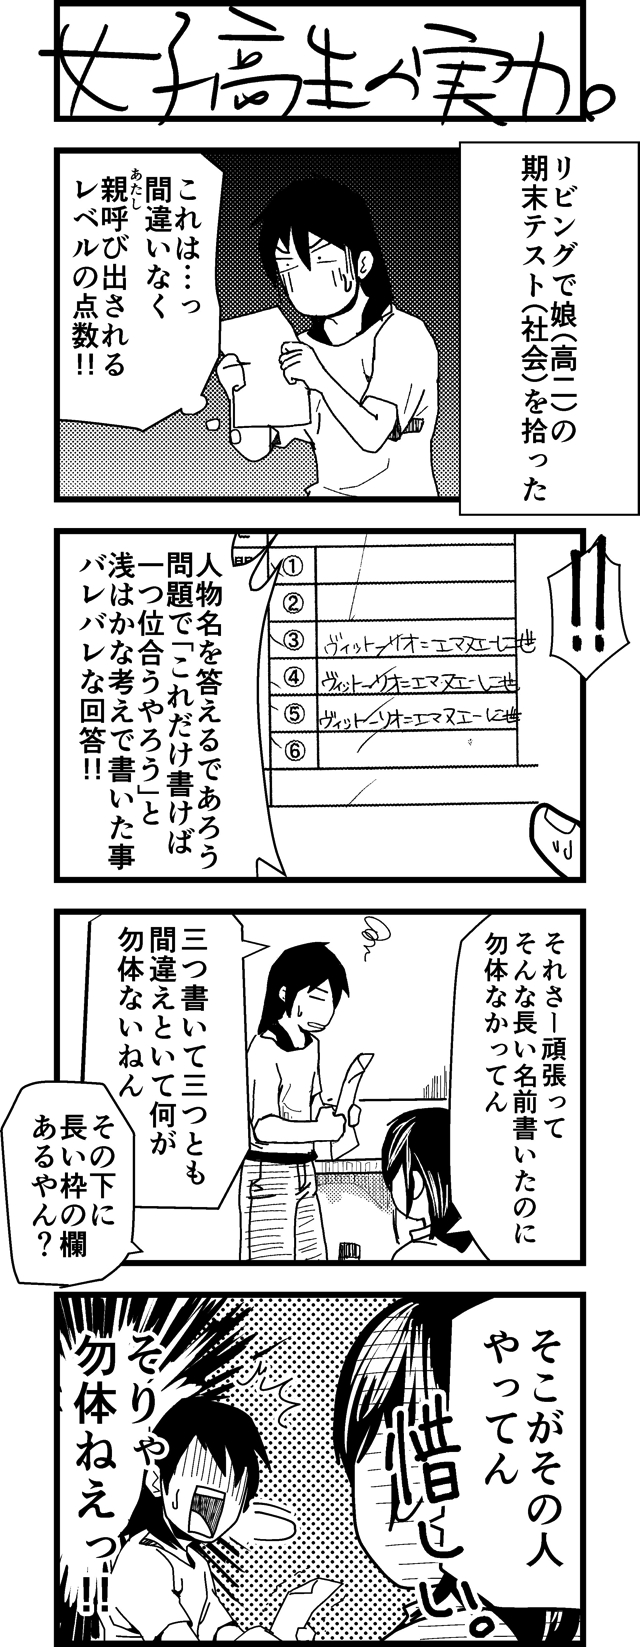 女子高生の実力。
リビングで娘(高二)の
期末テスト(社会)を拾った
これは…っ
間違いなく
親呼び出される
あたし
レベルの点数!!
!!
①
②
③ ヴィットーリオ=エマヌエーレ二世
④ ヴィットーリオ=エマヌエーレ二世
⑤ ヴィットーリオ=エマヌエーレ二世
⑥
人物名を答えるであろう
問題で「これだけ書けば
一つ位合うやろう」と
浅はかな考えで書いた事
バレバレな回答!!
それさー頑張って
そんな長い名前書いたのに
勿体なかってん
三つ書いて三つとも
間違えといて何が
勿体ないねん
その下に
長い枠の欄
あるやん?
そこがその人
やってん
惜しい。
そりゃ
勿体ねえっ!!